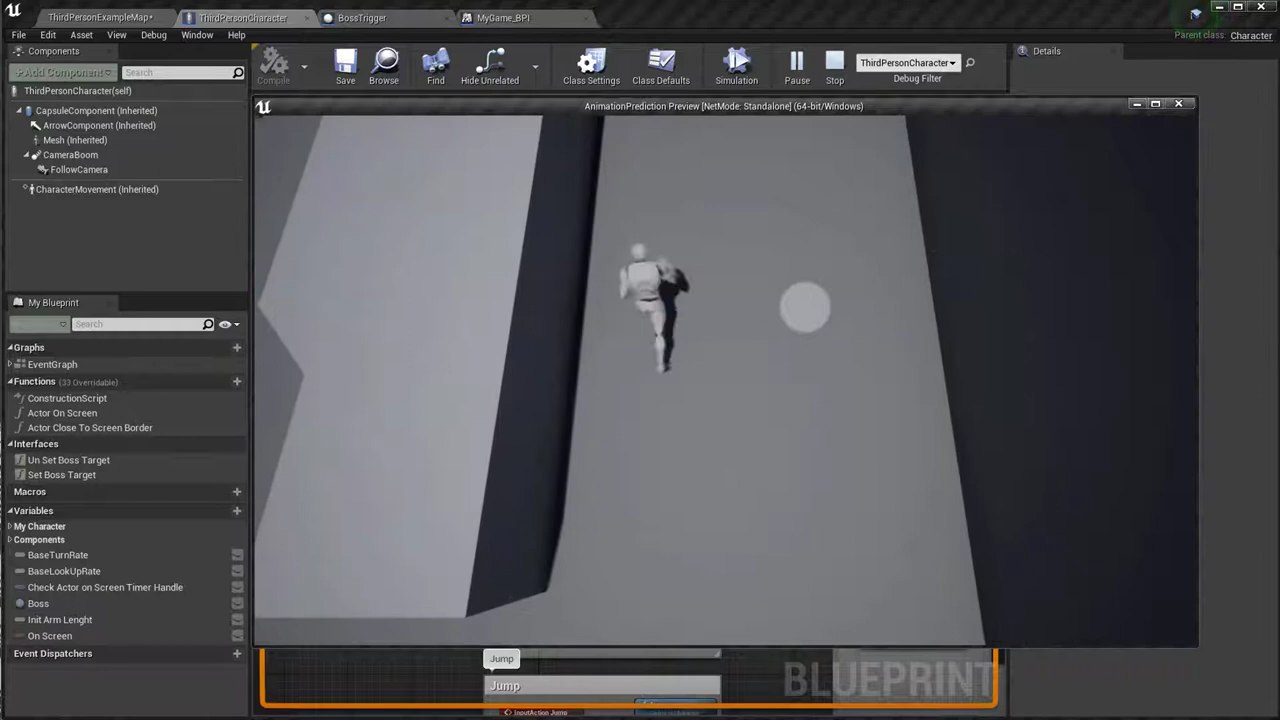 ThirdPersonExampleMap*
ThirdPersonCharacter
BossTrigger
MyGame_BPI
File Edit Asset View Debug Window Help
Parent class: Character
Components
Details
Add Component
Search
Compile
Save
Browse
Find
Hide Unrelated
Class Settings
Class Defaults
Simulation
Pause
Stop
ThirdPersonCharacter
Debug Filter
ThirdPersonCharacter(self)
AnimationPrediction Preview [NetMode: Standalone] (64-bit/Windows)
CapsuleComponent (Inherited)
ArrowComponent (Inherited)
Mesh (Inherited)
CameraBoom
FollowCamera
CharacterMovement (Inherited)
My Blueprint
Search
Graphs
EventGraph
Functions (33 Overridable)
ConstructionScript
Actor On Screen
Actor Close To Screen Border
Interfaces
Un Set Boss Target
Set Boss Target
Macros
Variables
My Character
Components
BaseTurnRate
BaseLookUpRate
Check Actor on Screen Timer Handle
Boss
Init Arm Lenght
On Screen
Event Dispatchers
Jump
Jump
InputAction Jump
BLUEPRINT